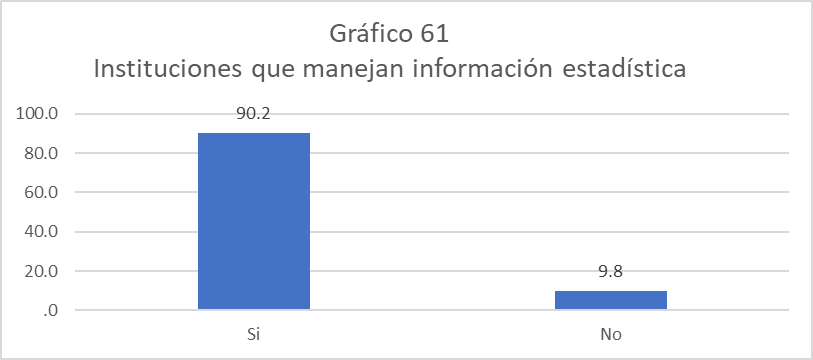 Gráfico 61
Instituciones que manejan información estadística
100.0
90.2
80.0
60.0
40.0
20.0
9.8
.0
Si
No